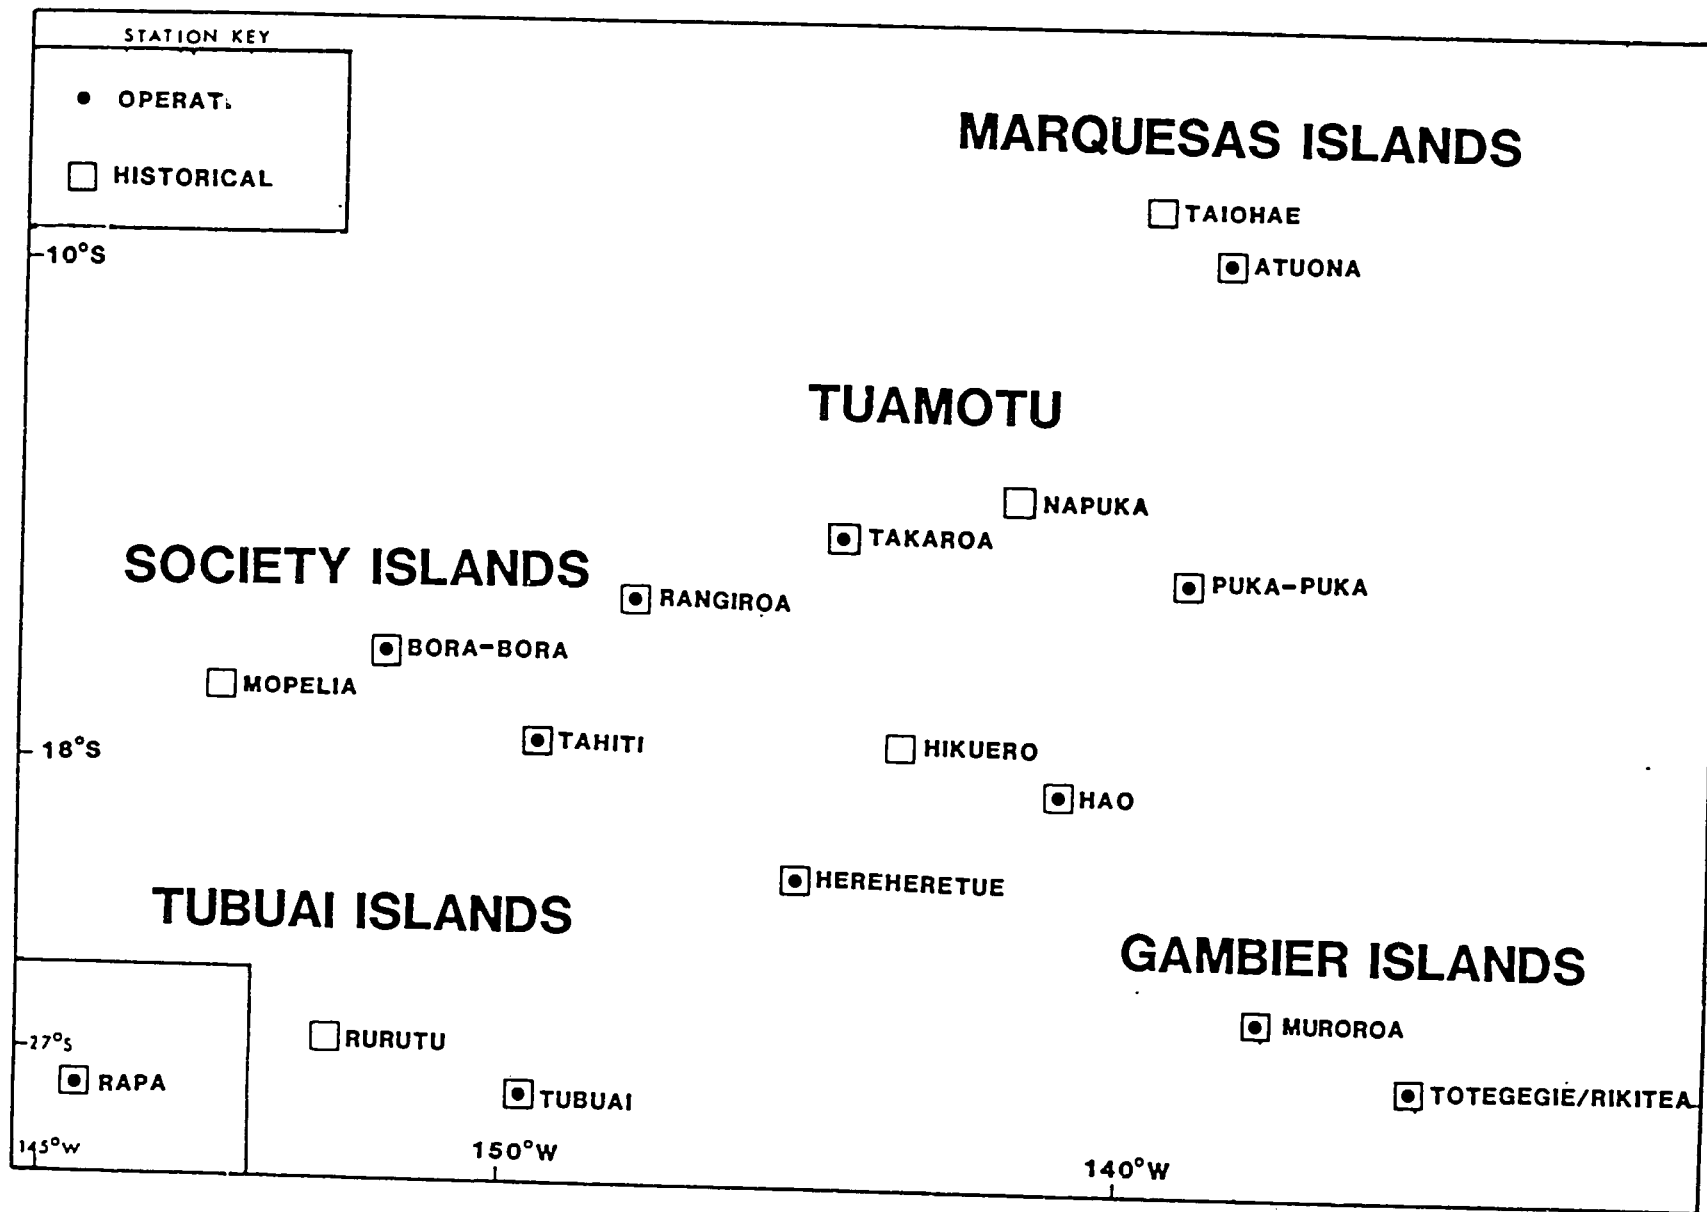 STATION KEY
OPERAT
HISTORICAL
MARQUESAS ISLANDS
TAIOHAE
10°S
ATUONA
TUAMOTU
NAPUKA
TAKAROA
SOCIETY ISLANDS
PUKA-PUKA
RANGIROA
BORA-BORA
MOPELIA
TAHITI
HIKUERO
18°S
HAO
HEREHERETUE
TUBUAI ISLANDS
GAMBIER ISLANDS
MUROROA
RURUTU
27°S
RAPA
TUBUAI
TOTEGEGIE/RIKITEA
145°W
150°W
140°W